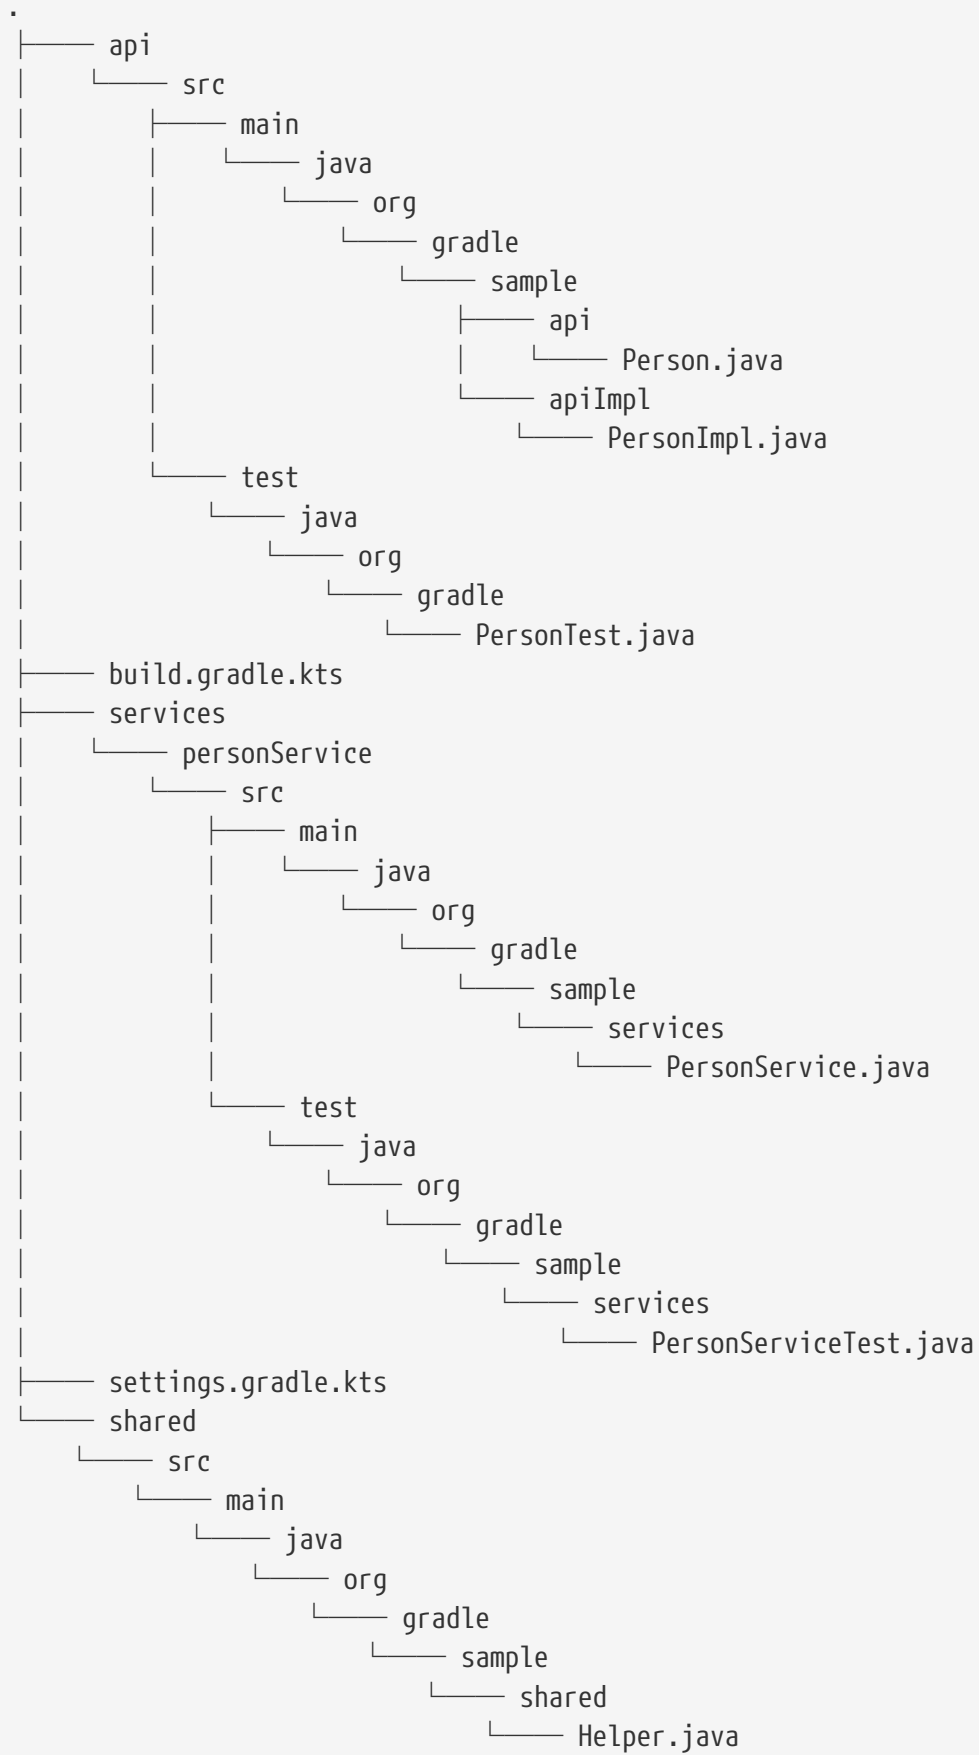 .
├── api
│   └── src
│       ├── main
│       │   └── java
│       │       └── org
│       │           └── gradle
│       │               └── sample
│       │                   ├── api
│       │                   │   └── Person.java
│       │                   └── apiImpl
│       │                       └── PersonImpl.java
│       └── test
│           └── java
│               └── org
│                   └── gradle
│                       └── PersonTest.java
├── build.gradle.kts
├── services
│   └── personService
│       └── src
│           ├── main
│           │   └── java
│           │       └── org
│           │           └── gradle
│           │               └── sample
│           │                   └── services
│           │                       └── PersonService.java
│           └── test
│               └── java
│                   └── org
│                       └── gradle
│                           └── sample
│                               └── services
│                                   └── PersonServiceTest.java
├── settings.gradle.kts
└── shared
    └── src
        └── main
            └── java
                └── org
                    └── gradle
                        └── sample
                            └── shared
                                └── Helper.java